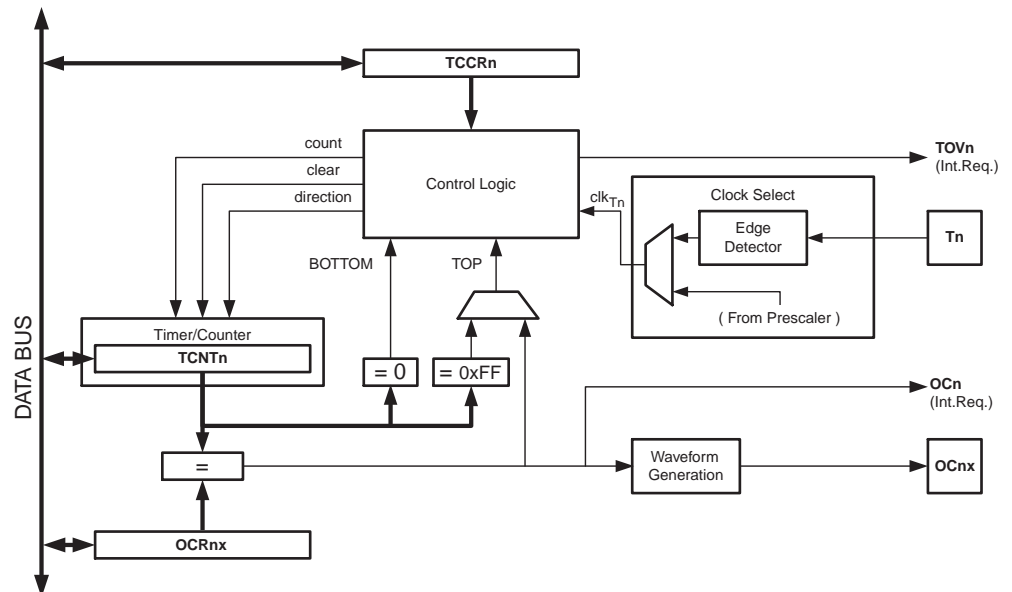 TCCRn
count
clear
direction
Control Logic
TOVn
(Int.Req.)
clkTn
Clock Select
Edge
Detector
Tn
( From Prescaler )
BOTTOM
TOP
Timer/Counter
TCNTn
= 0
= 0xFF
DATA BUS
OCn
(Int.Req.)
=
Waveform
Generation
OCnx
OCRnx